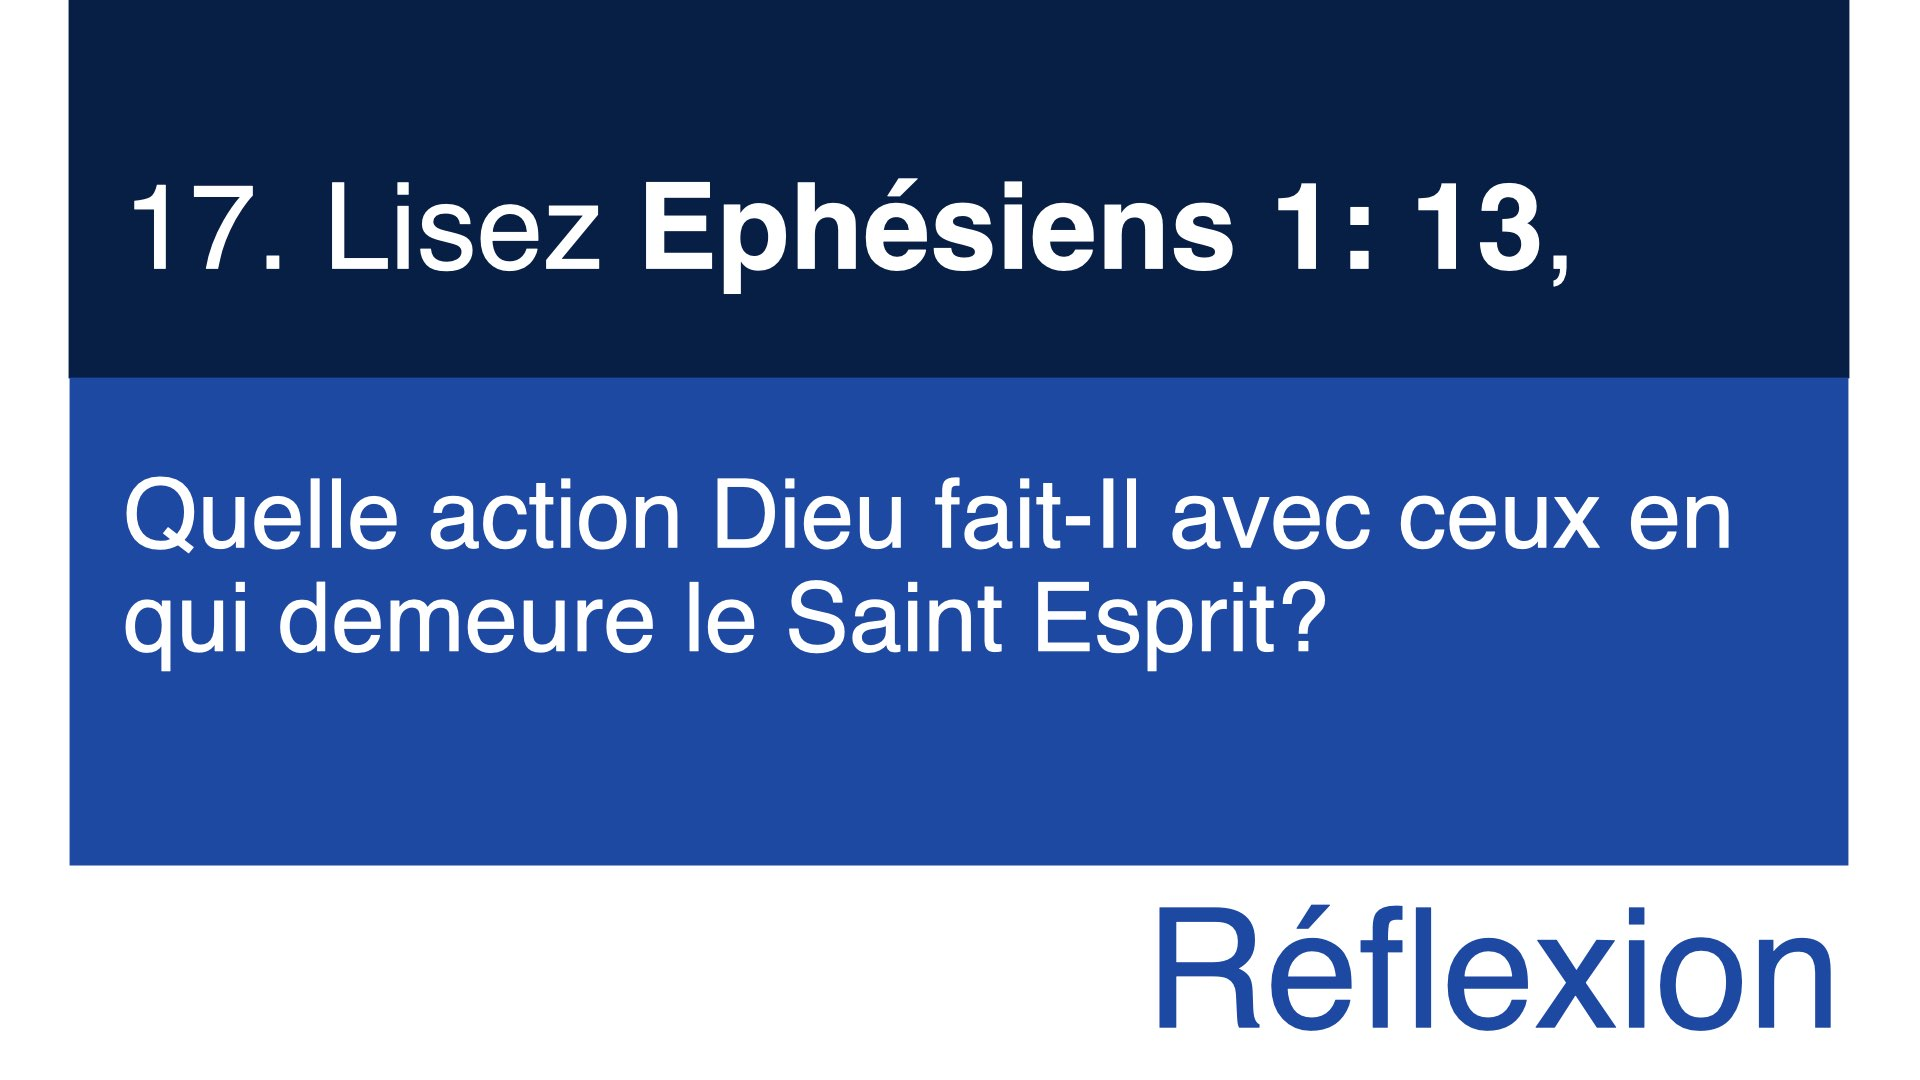 17. Lisez Ephésiens 1: 13,
Quelle action Dieu fait-Il avec ceux en
qui demeure le Saint Esprit?
Réflexion